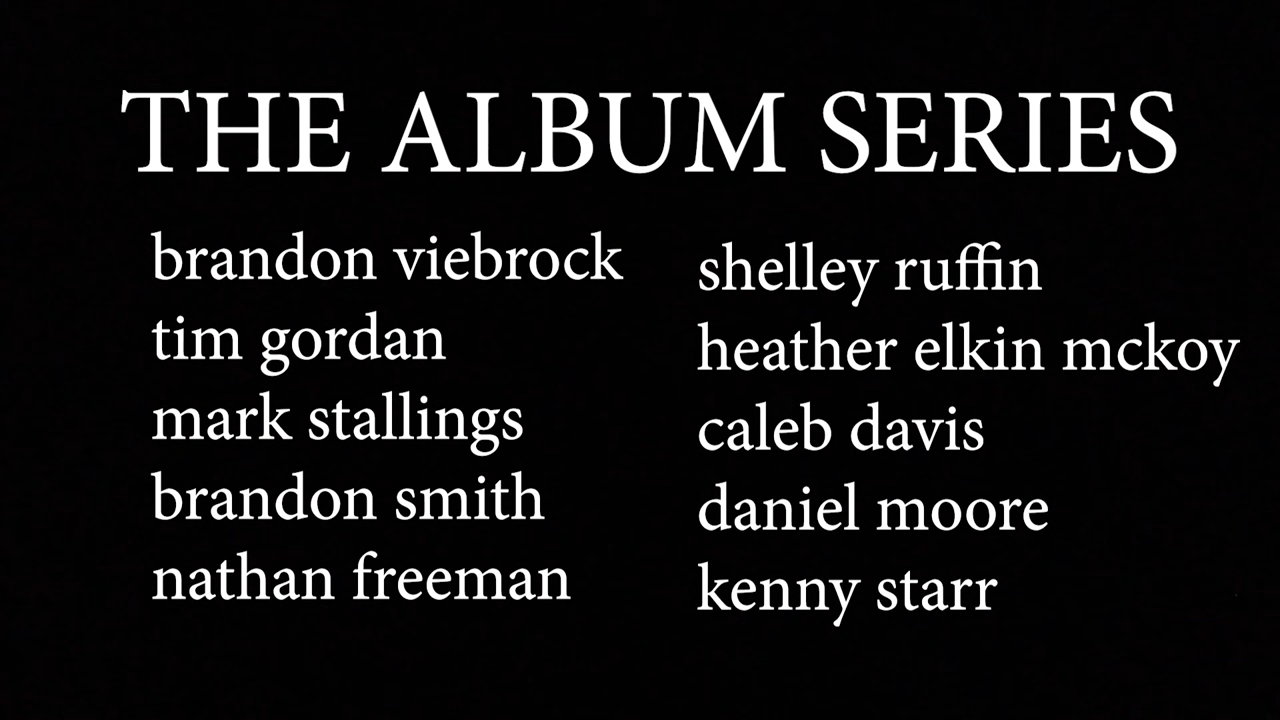 THE ALBUM SERIES
brandon viebrock
tim gordan
mark stallings
brandon smith
nathan freeman
shelley ruffin
heather elkin mckoy
caleb davis
daniel moore
kenny starr